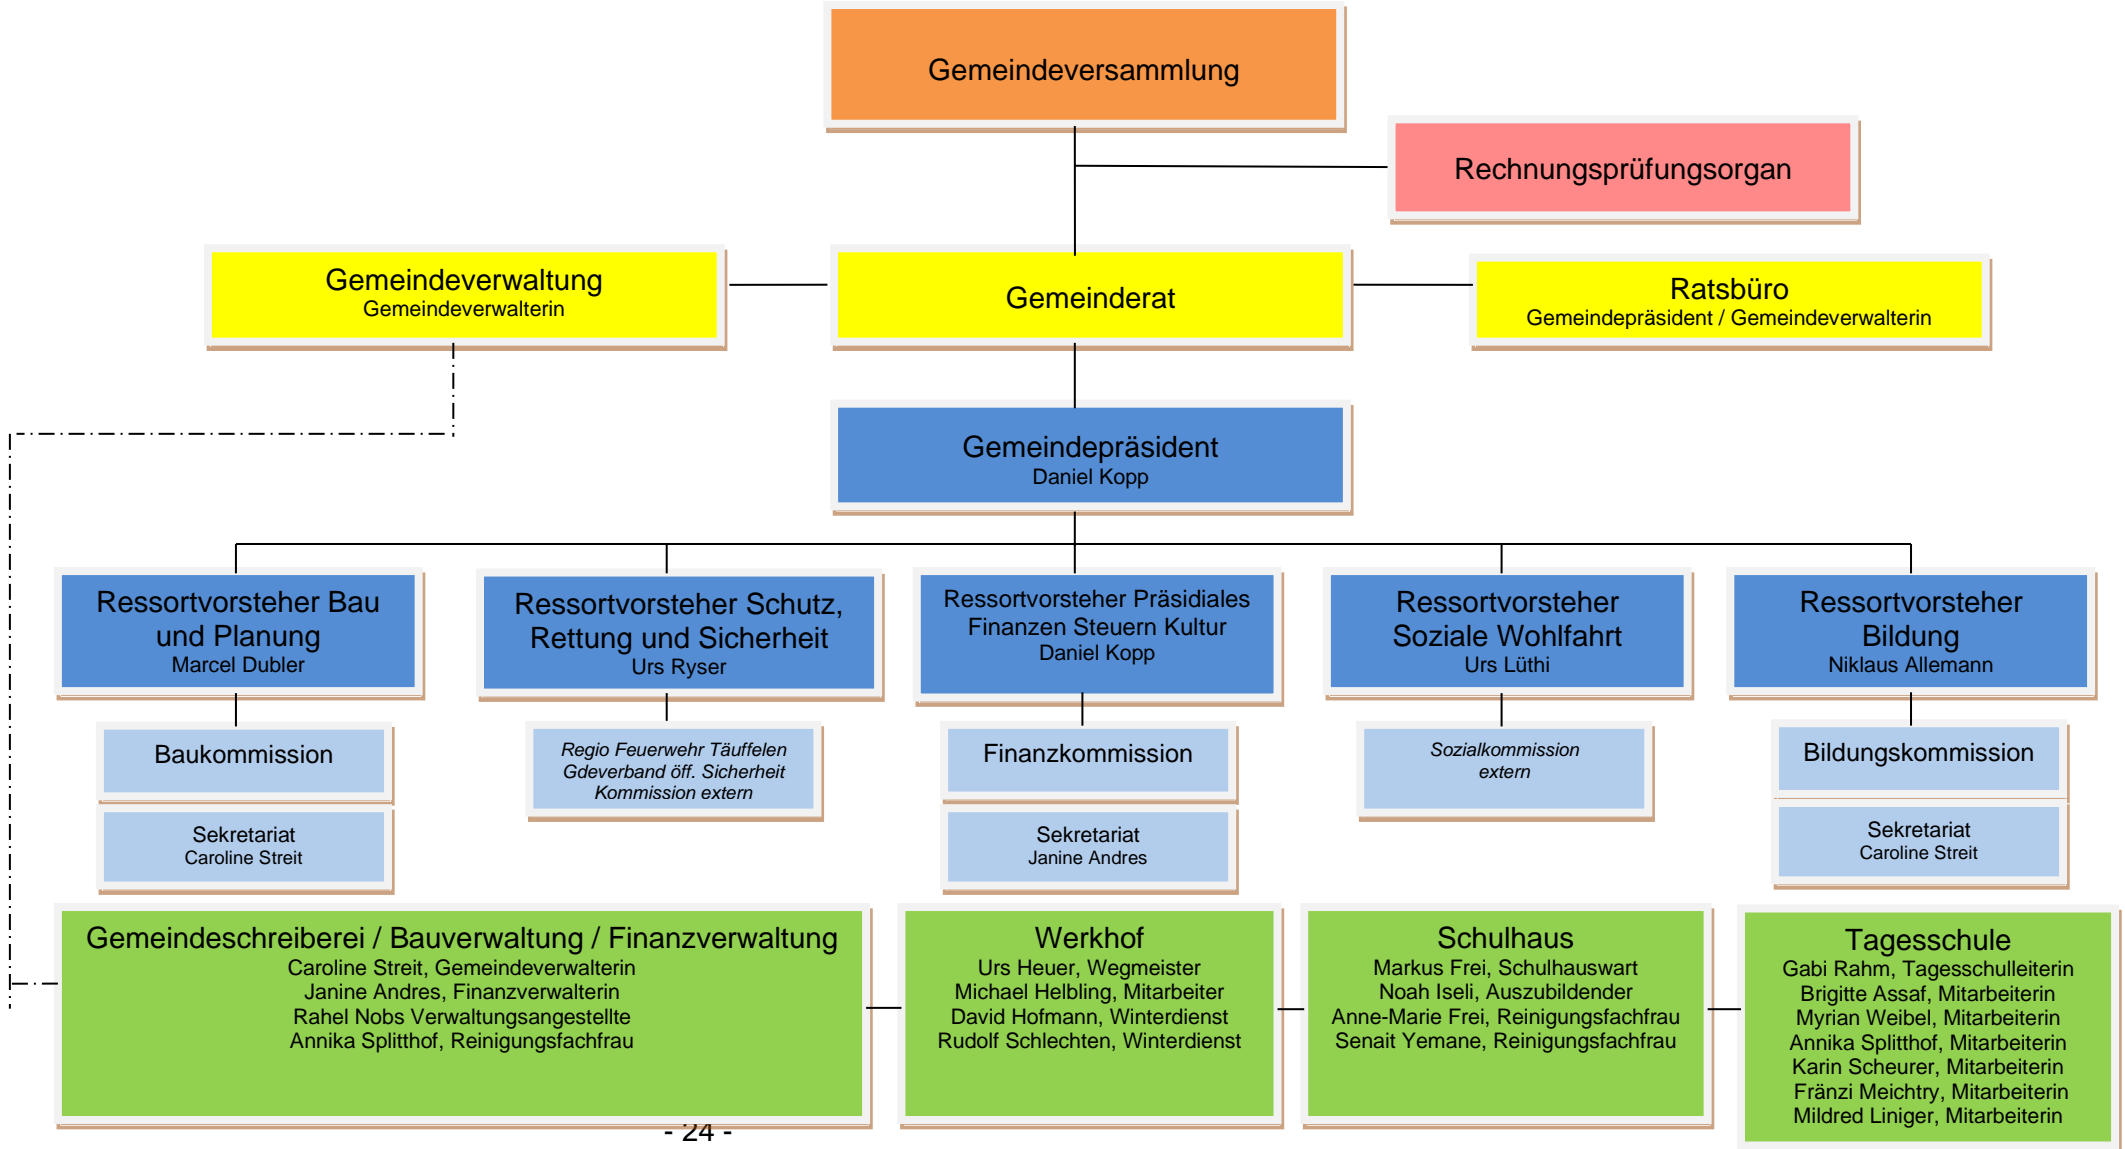 Gemeindeversammlung
Rechnungsprüfungsorgan
Gemeindeverwaltung
Gemeindeverwalterin
Gemeinderat
Ratsbüro
Gemeindepräsident / Gemeindeverwalterin
Gemeindepräsident
Daniel Kopp
Ressortvorsteher Bau
und Planung
Marcel Dubler
Ressortvorsteher Schutz,
Rettung und Sicherheit
Urs Ryser
Ressortvorsteher Präsidiales
Finanzen Steuern Kultur
Daniel Kopp
Ressortvorsteher
Soziale Wohlfahrt
Urs Lüthi
Ressortvorsteher
Bildung
Niklaus Allemann
Baukommission
Sekretariat
Caroline Streit
Regio Feuerwehr Täuffelen
Gdeverband öff. Sicherheit
Kommission extern
Finanzkommission
Sekretariat
Janine Andres
Sozialkommission
extern
Bildungskommission
Sekretariat
Caroline Streit
Gemeindeschreiberei / Bauverwaltung / Finanzverwaltung
Caroline Streit, Gemeindeverwalterin
Janine Andres, Finanzverwalterin
Rahel Nobs Verwaltungsangestellte
Annika Splitthof, Reinigungsfachfrau
Werkhof
Urs Heuer, Wegmeister
Michael Helbling, Mitarbeiter
David Hofmann, Winterdienst
Rudolf Schlechten, Winterdienst
Schulhaus
Markus Frei, Schulhauswart
Noah Iseli, Auszubildender
Anne-Marie Frei, Reinigungsfachfrau
Senait Yemane, Reinigungsfachfrau
Tagesschule
Gabi Rahm, Tagesschulleiterin
Brigitte Assaf, Mitarbeiterin
Myrian Weibel, Mitarbeiterin
Annika Splitthof, Mitarbeiterin
Karin Scheurer, Mitarbeiterin
Fränzi Meichtry, Mitarbeiterin
Mildred Liniger, Mitarbeiterin
- 24 -